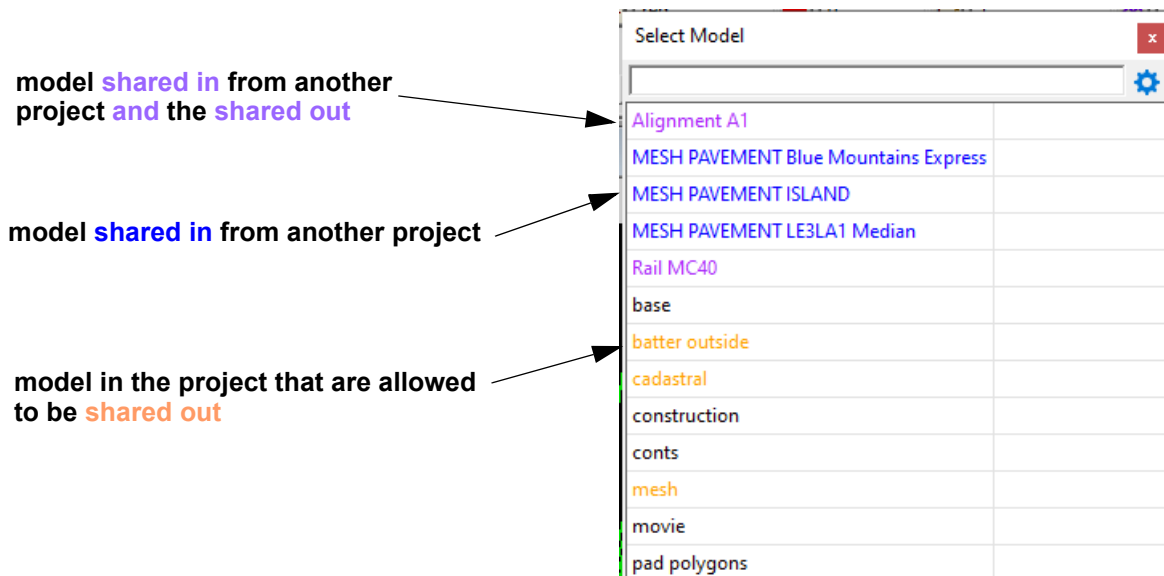 Select Model
x
model shared in from another
project and the shared out
Alignment A1
MESH PAVEMENT Blue Mountains Express
model shared in from another project
MESH PAVEMENT ISLAND
MESH PAVEMENT LE3LA1 Median
Rail MC40
base
model in the project that are allowed
to be shared out
batter outside
cadastral
construction
conts
mesh
movie
pad polygons